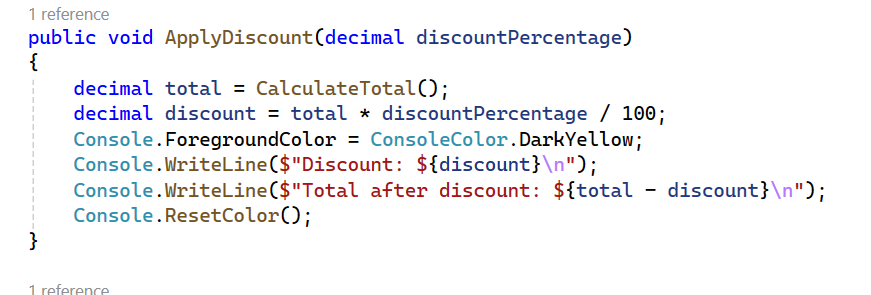 1 reference
public void ApplyDiscount(decimal discountPercentage)
{
    decimal total = CalculateTotal();
    decimal discount = total * discountPercentage / 100;
    Console.ForegroundColor = ConsoleColor.DarkYellow;
    Console.WriteLine($"Discount: ${discount}\n");
    Console.WriteLine($"Total after discount: ${total - discount}\n");
    Console.ResetColor();
}
1 reference